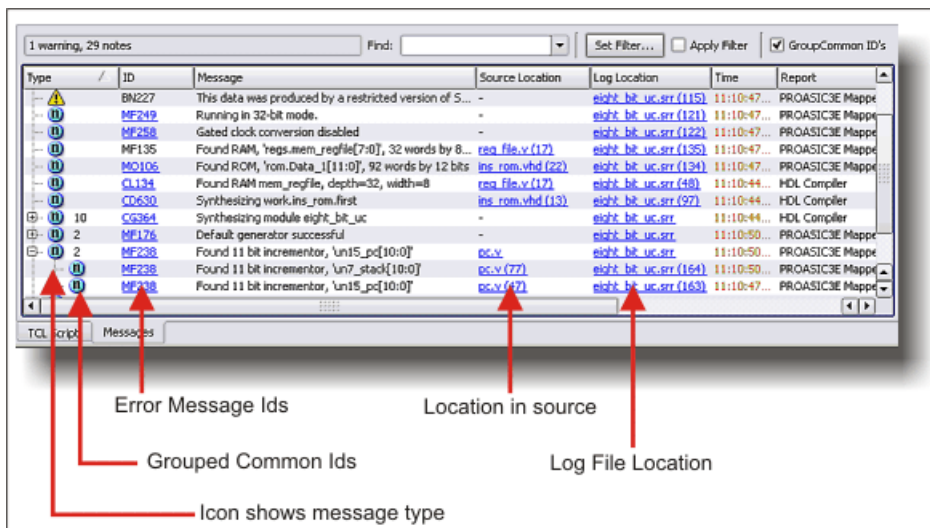 1 warning, 29 notes Find: Set Filter... Apply Filter GroupCommon ID's
Type / ID Message Source Location Log Location Time Report
BN227 This data was produced by a restricted version of S... - eight_bit_uc.srr (115) 11:10:47... PROASIC3E Mappe
MF249 Running in 32-bit mode. - eight_bit_uc.srr (121) 11:10:47... PROASIC3E Mappe
MF258 Gated clock conversion disabled - eight_bit_uc.srr (122) 11:10:47... PROASIC3E Mappe
MF135 Found RAM, 'regs.mem_regfile[7:0]', 32 words by 8... reg_file.v (17) eight_bit_uc.srr (135) 11:10:47... PROASIC3E Mappe
MO106 Found ROM, 'rom.Data_1[11:0]', 92 words by 12 bits ins_rom.vhd (22) eight_bit_uc.srr (134) 11:10:47... PROASIC3E Mappe
CL134 Found RAM mem_regfile, depth=32, width=8 reg_file.v (17) eight_bit_uc.srr (48) 11:10:44... HDL Compiler
CD630 Synthesizing work.ins_rom.first ins_rom.vhd (13) eight_bit_uc.srr (97) 11:10:44... HDL Compiler
10 CG364 Synthesizing module eight_bit_uc - eight_bit_uc.srr 11:10:44... HDL Compiler
2 MF176 Default generator successful - eight_bit_uc.srr 11:10:50... PROASIC3E Mappe
2 MF238 Found 11 bit incrementor, 'un15_pc[10:0]' pc.v eight_bit_uc.srr 11:10:50... PROASIC3E Mappe
MF238 Found 11 bit incrementor, 'un7_stack[10:0]' pc.v (77) eight_bit_uc.srr (164) 11:10:50... PROASIC3E Mappe
MF238 Found 11 bit incrementor, 'un15_pc[10:0]' pc.v (47) eight_bit_uc.srr (163) 11:10:47... PROASIC3E Mappe
TCL Script Messages
Error Message Ids Location in source
Grouped Common Ids Log File Location
Icon shows message type